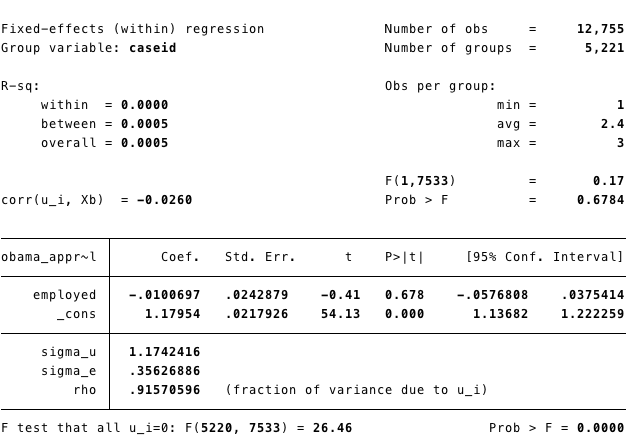 Fixed-effects (within) regression Number of obs = 12,755
Group variable: caseid Number of groups = 5,221
R-sq: Obs per group:
within = 0.0000 min = 1
between = 0.0005 avg = 2.4
overall = 0.0005 max = 3
F(1,7533) = 0.17
corr(u_i, Xb) = -0.0260 Prob > F = 0.6784
obama_appr~l Coef. Std. Err. t P>|t| [95% Conf. Interval]
employed -.0100697 .0242879 -0.41 0.678 -.0576808 .0375414
_cons 1.17954 .0217926 54.13 0.000 1.13682 1.222259
sigma_u 1.1742416
sigma_e .35626886
rho .91570596 (fraction of variance due to u_i)
F test that all u_i=0: F(5220, 7533) = 26.46 Prob > F = 0.0000